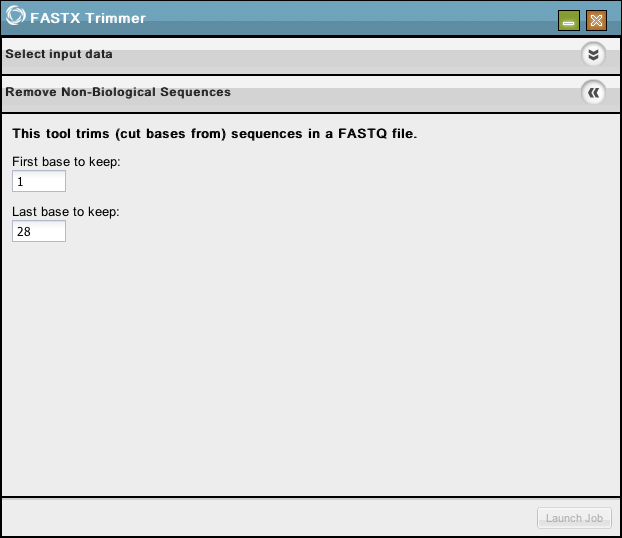 FASTX Trimmer
Select input data
Remove Non-Biological Sequences
This tool trims (cut bases from) sequences in a FASTQ file.
First base to keep:
1
Last base to keep:
28
Launch Job